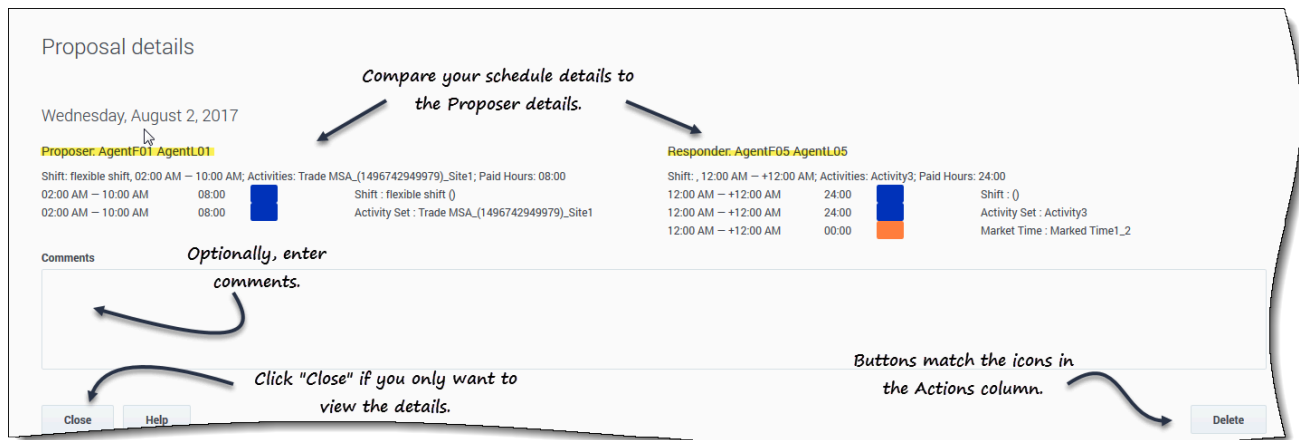 Proposal details
Compare your schedule details to
the Proposer details.
Wednesday, August 2, 2017
Proposer: AgentF01 AgentL01
Shift: flexible shift, 02:00 AM — 10:00 AM; Activities: Trade MSA_(1496742949979)_Site1; Paid Hours: 08:00
02:00 AM — 10:00 AM 08:00 Shift : flexible shift ()
02:00 AM — 10:00 AM 08:00 Activity Set : Trade MSA_(1496742949979)_Site1
Responder: AgentF05 AgentL05
Shift: , 12:00 AM — +12:00 AM; Activities: Activity3; Paid Hours: 24:00
12:00 AM — +12:00 AM 24:00 Shift : ()
12:00 AM — +12:00 AM 24:00 Activity Set : Activity3
12:00 AM — +12:00 AM 00:00 Market Time : Marked Time1_2
Comments
Optionally, enter
comments.
Click "Close" if you only want to
view the details.
Buttons match the icons in
the Actions column.
Close Help Delete